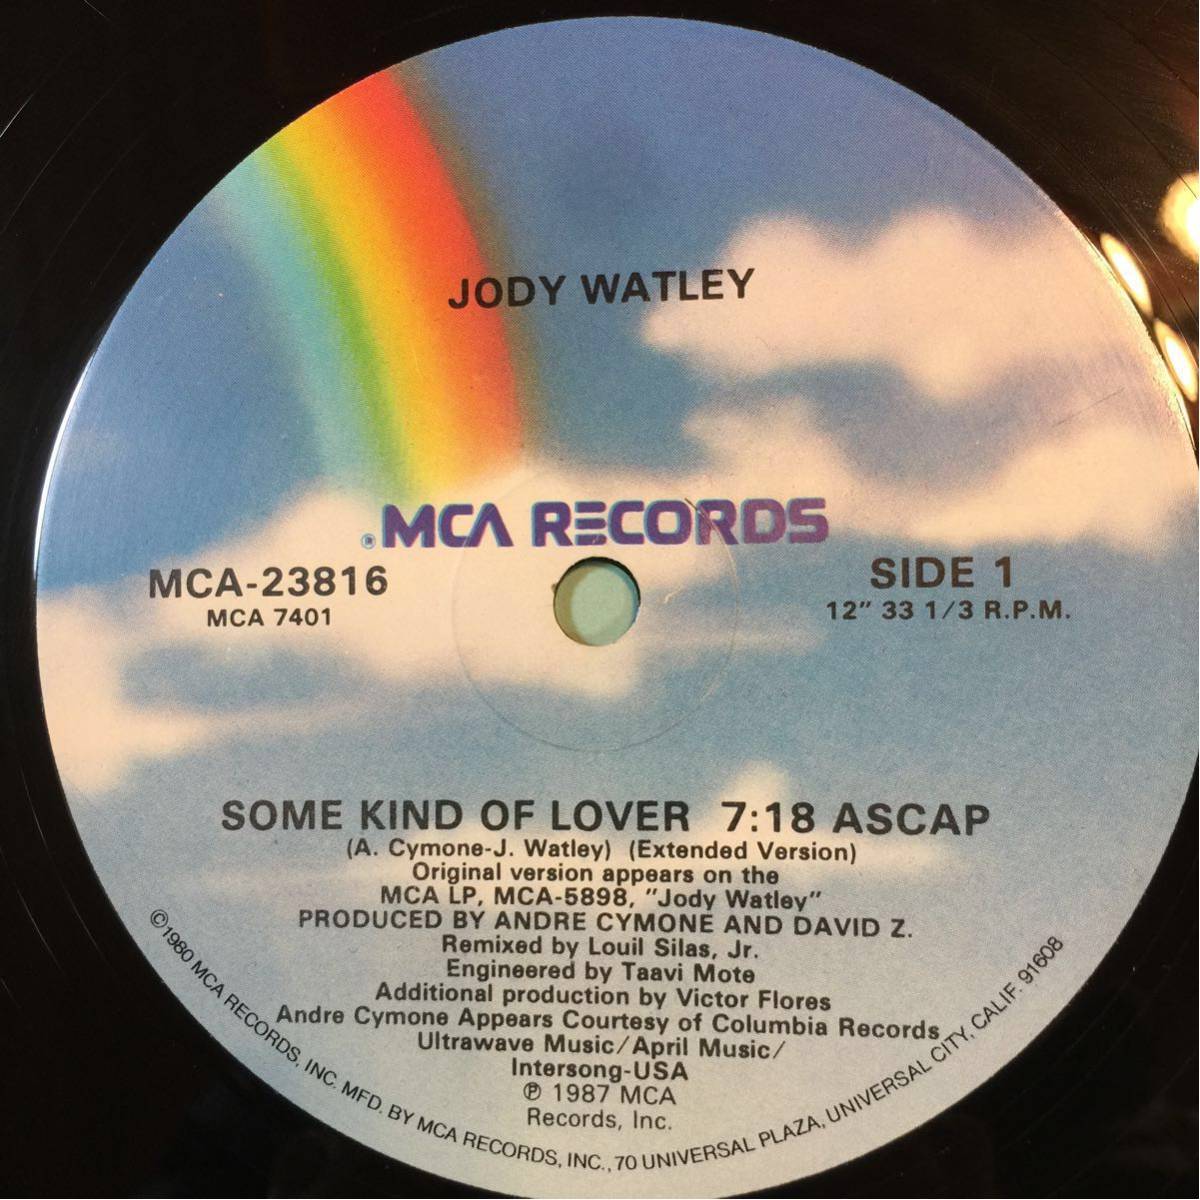 JODY WATLEY
® MCA RECORDS
MCA-23816
MCA 7401
SIDE 1
12" 33 1/3 R.P.M.
SOME KIND OF LOVER 7:18 ASCAP
(A. Cymone-J. Watley) (Extended Version)
Original version appears on the
MCA LP, MCA-5898, "Jody Watley"
PRODUCED BY ANDRE CYMONE AND DAVID Z.
Remixed by Louil Silas, Jr.
Engineered by Taavi Mote
Additional production by Victor Flores
Andre Cymone Appears Courtesy of Columbia Records
Ultrawave Music/April Music/
Intersong-USA
℗ 1987 MCA
Records, Inc.
©1980 MCA RECORDS, INC. MFD. BY MCA RECORDS, INC., 70 UNIVERSAL PLAZA, UNIVERSAL CITY, CALIF. 91608